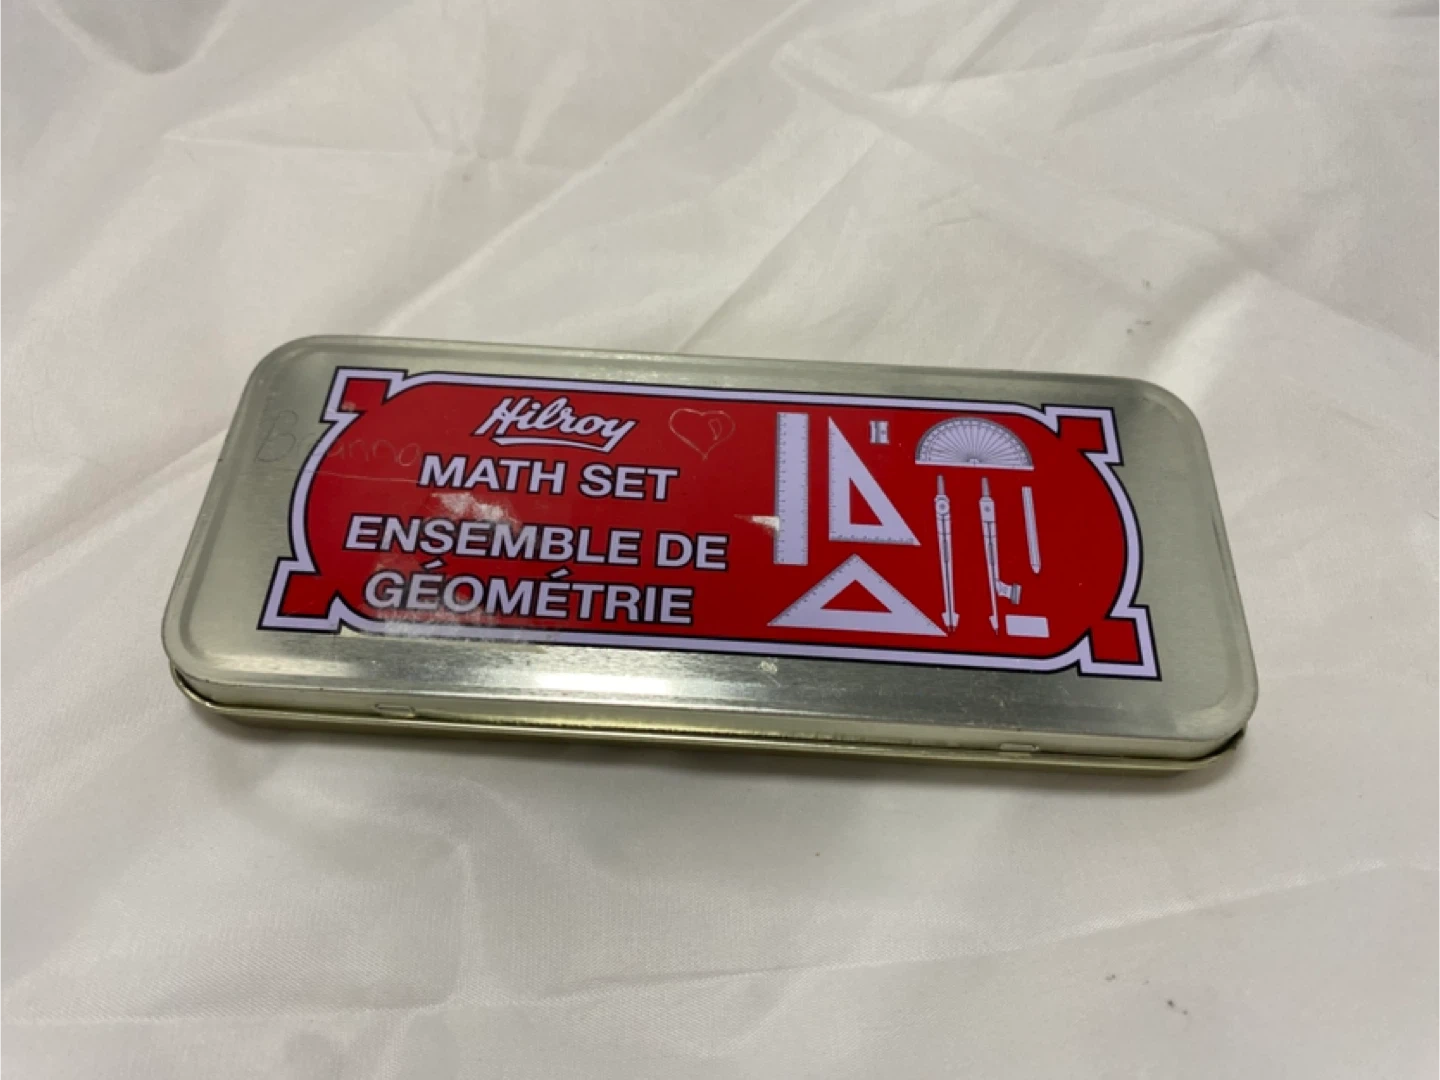 Hilroy
MATH SET
ENSEMBLE DE
GÉOMÉTRIE